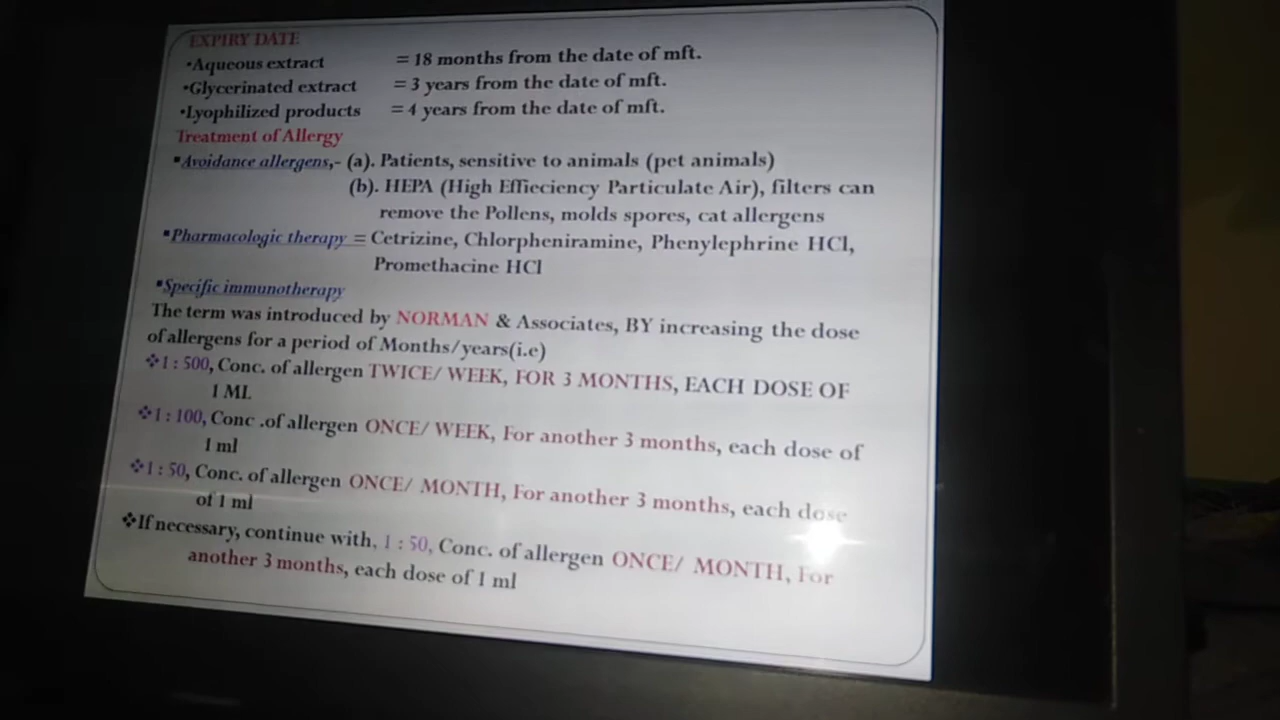 EXPIRY DATE
•Aqueous extract = 18 months from the date of mft.
•Glycerinated extract = 3 years from the date of mft.
•Lyophilized products = 4 years from the date of mft.
Treatment of Allergy
▪Avoidance allergens,- (a). Patients, sensitive to animals (pet animals)
(b). HEPA (High Effieciency Particulate Air), filters can
remove the Pollens, molds spores, cat allergens
▪Pharmacologic therapy = Cetrizine, Chlorpheniramine, Phenylephrine HCl,
Promethacine HCl
▪Specific immunotherapy
The term was introduced by NORMAN & Associates, BY increasing the dose
of allergens for a period of Months/years(i.e)
❖1 : 500, Conc. of allergen TWICE/ WEEK, FOR 3 MONTHS, EACH DOSE OF
1 ML
❖1 : 100, Conc .of allergen ONCE/ WEEK, For another 3 months, each dose of
1 ml
❖1 : 50, Conc. of allergen ONCE/ MONTH, For another 3 months, each dose
of 1 ml
❖If necessary, continue with, 1 : 50, Conc. of allergen ONCE/ MONTH, For
another 3 months, each dose of 1 ml